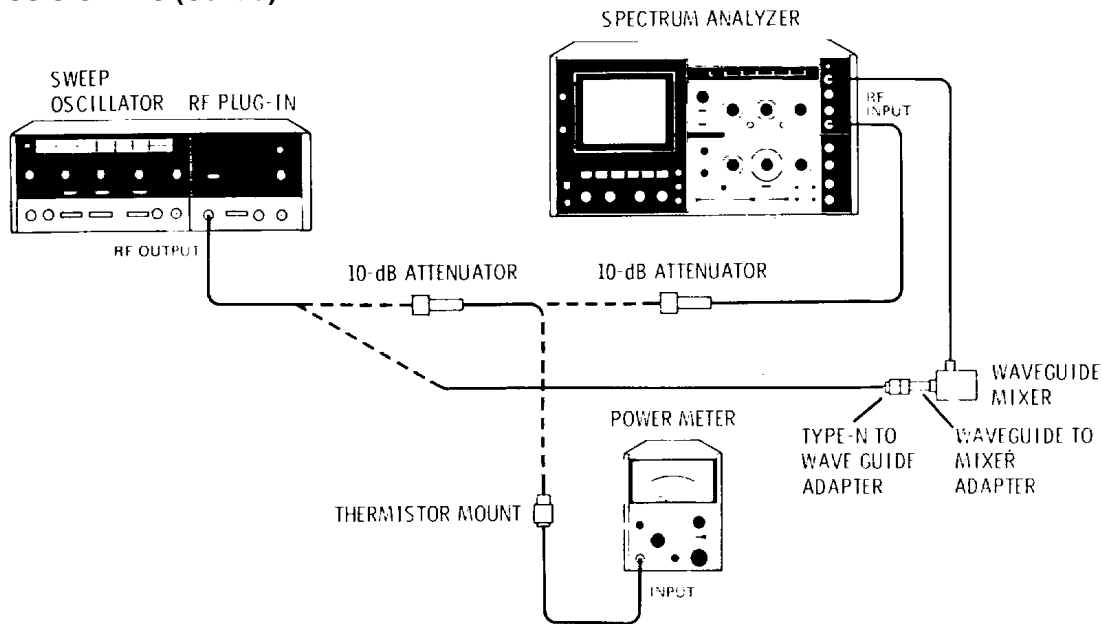 SPECTRUM ANALYZER
SWEEP
OSCILLATOR
RF PLUG-IN
RF
INPUT
RF OUTPUT
10-dB ATTENUATOR
10-dB ATTENUATOR
WAVEGUIDE
MIXER
POWER METER
TYPE-N TO
WAVE GUIDE
ADAPTER
WAVEGUIDE TO
MIXER
ADAPTER
THERMISTOR MOUNT
INPUT